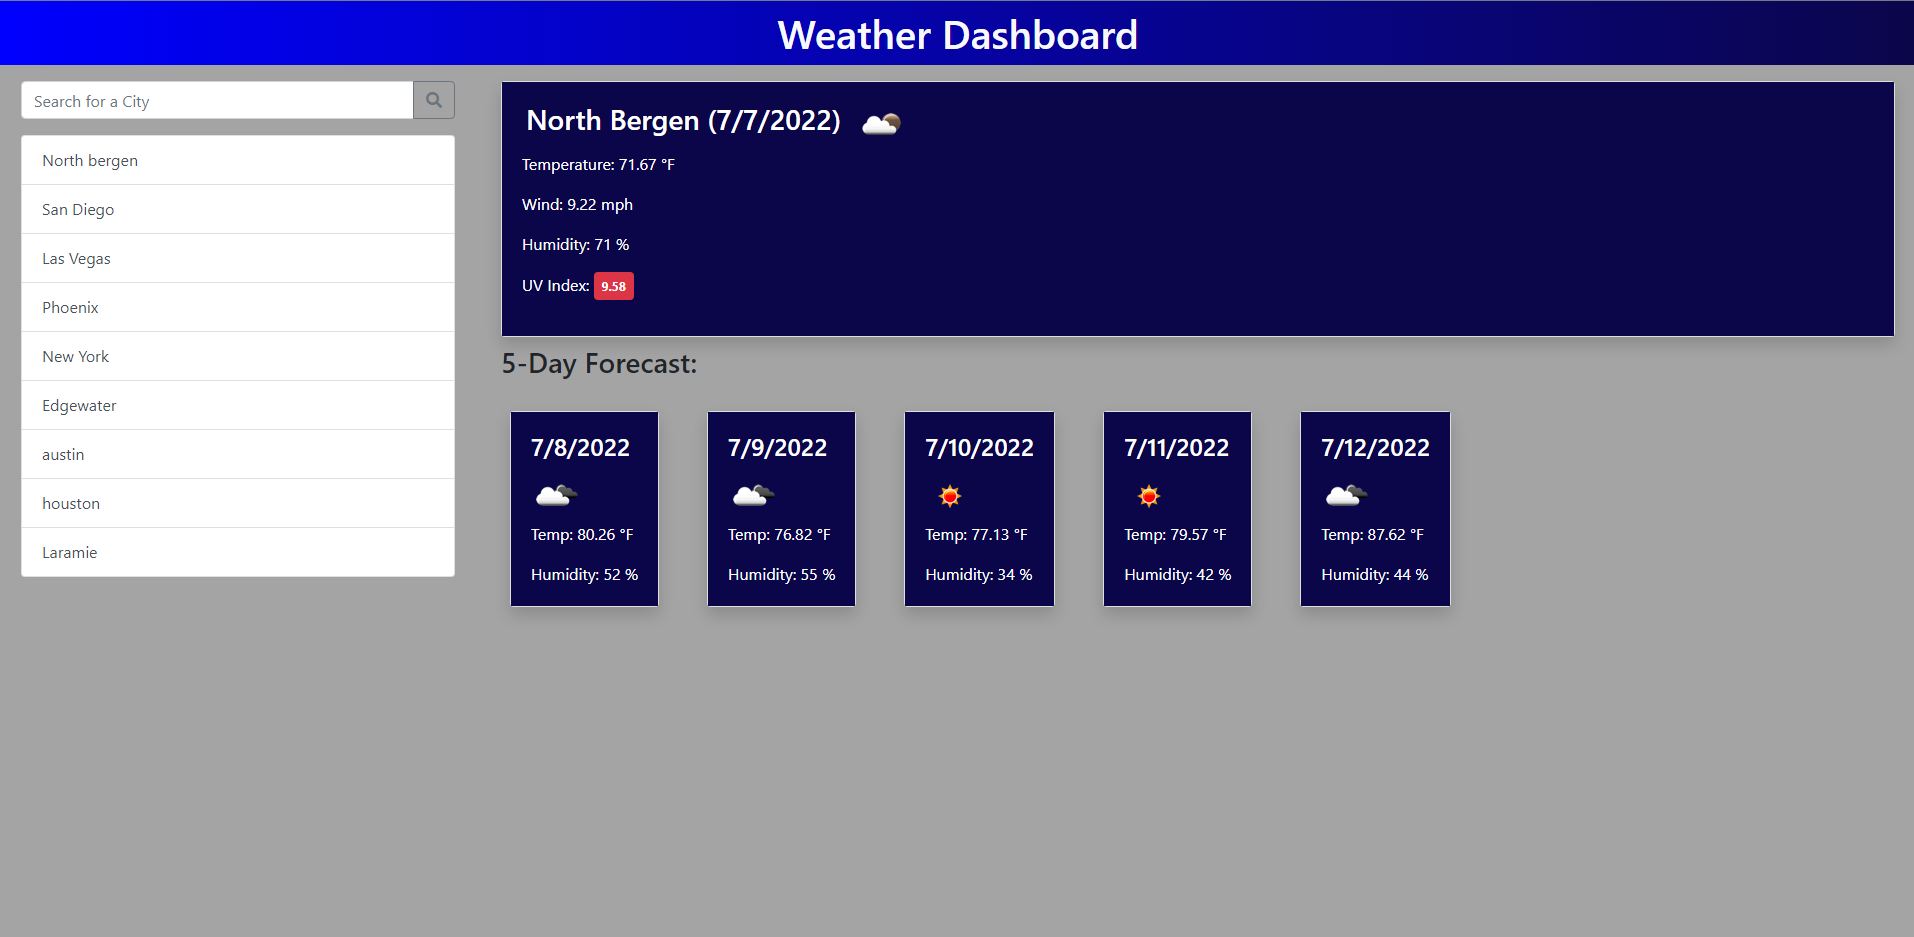 Weather Dashboard
Search for a City
North bergen
San Diego
Las Vegas
Phoenix
New York
Edgewater
austin
houston
Laramie
North Bergen (7/7/2022)
Temperature: 71.67 °F
Wind: 9.22 mph
Humidity: 71 %
UV Index: 9.58
5-Day Forecast:
7/8/2022
Temp: 80.26 °F
Humidity: 52 %
7/9/2022
Temp: 76.82 °F
Humidity: 55 %
7/10/2022
Temp: 77.13 °F
Humidity: 34 %
7/11/2022
Temp: 79.57 °F
Humidity: 42 %
7/12/2022
Temp: 87.62 °F
Humidity: 44 %